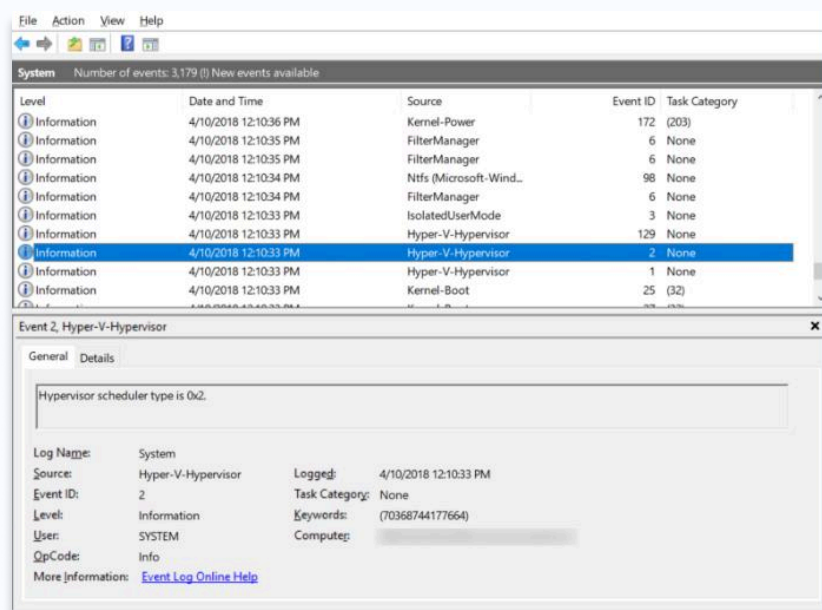 File Action View Help
System Number of events: 3,179 (!) New events available
Level Date and Time Source Event ID Task Category
Information 4/10/2018 12:10:36 PM Kernel-Power 172 (203)
Information 4/10/2018 12:10:35 PM FilterManager 6 None
Information 4/10/2018 12:10:35 PM FilterManager 6 None
Information 4/10/2018 12:10:34 PM Ntfs (Microsoft-Wind... 98 None
Information 4/10/2018 12:10:34 PM FilterManager 6 None
Information 4/10/2018 12:10:33 PM IsolatedUserMode 3 None
Information 4/10/2018 12:10:33 PM Hyper-V-Hypervisor 129 None
Information 4/10/2018 12:10:33 PM Hyper-V-Hypervisor 2 None
Information 4/10/2018 12:10:33 PM Hyper-V-Hypervisor 1 None
Information 4/10/2018 12:10:33 PM Kernel-Boot 25 (32)
Event 2, Hyper-V-Hypervisor
General Details
Hypervisor scheduler type is 0x2.
Log Name: System
Source: Hyper-V-Hypervisor Logged: 4/10/2018 12:10:33 PM
Event ID: 2 Task Category: None
Level: Information Keywords: (70368744177664)
User: SYSTEM Computer:
OpCode: Info
More Information: Event Log Online Help